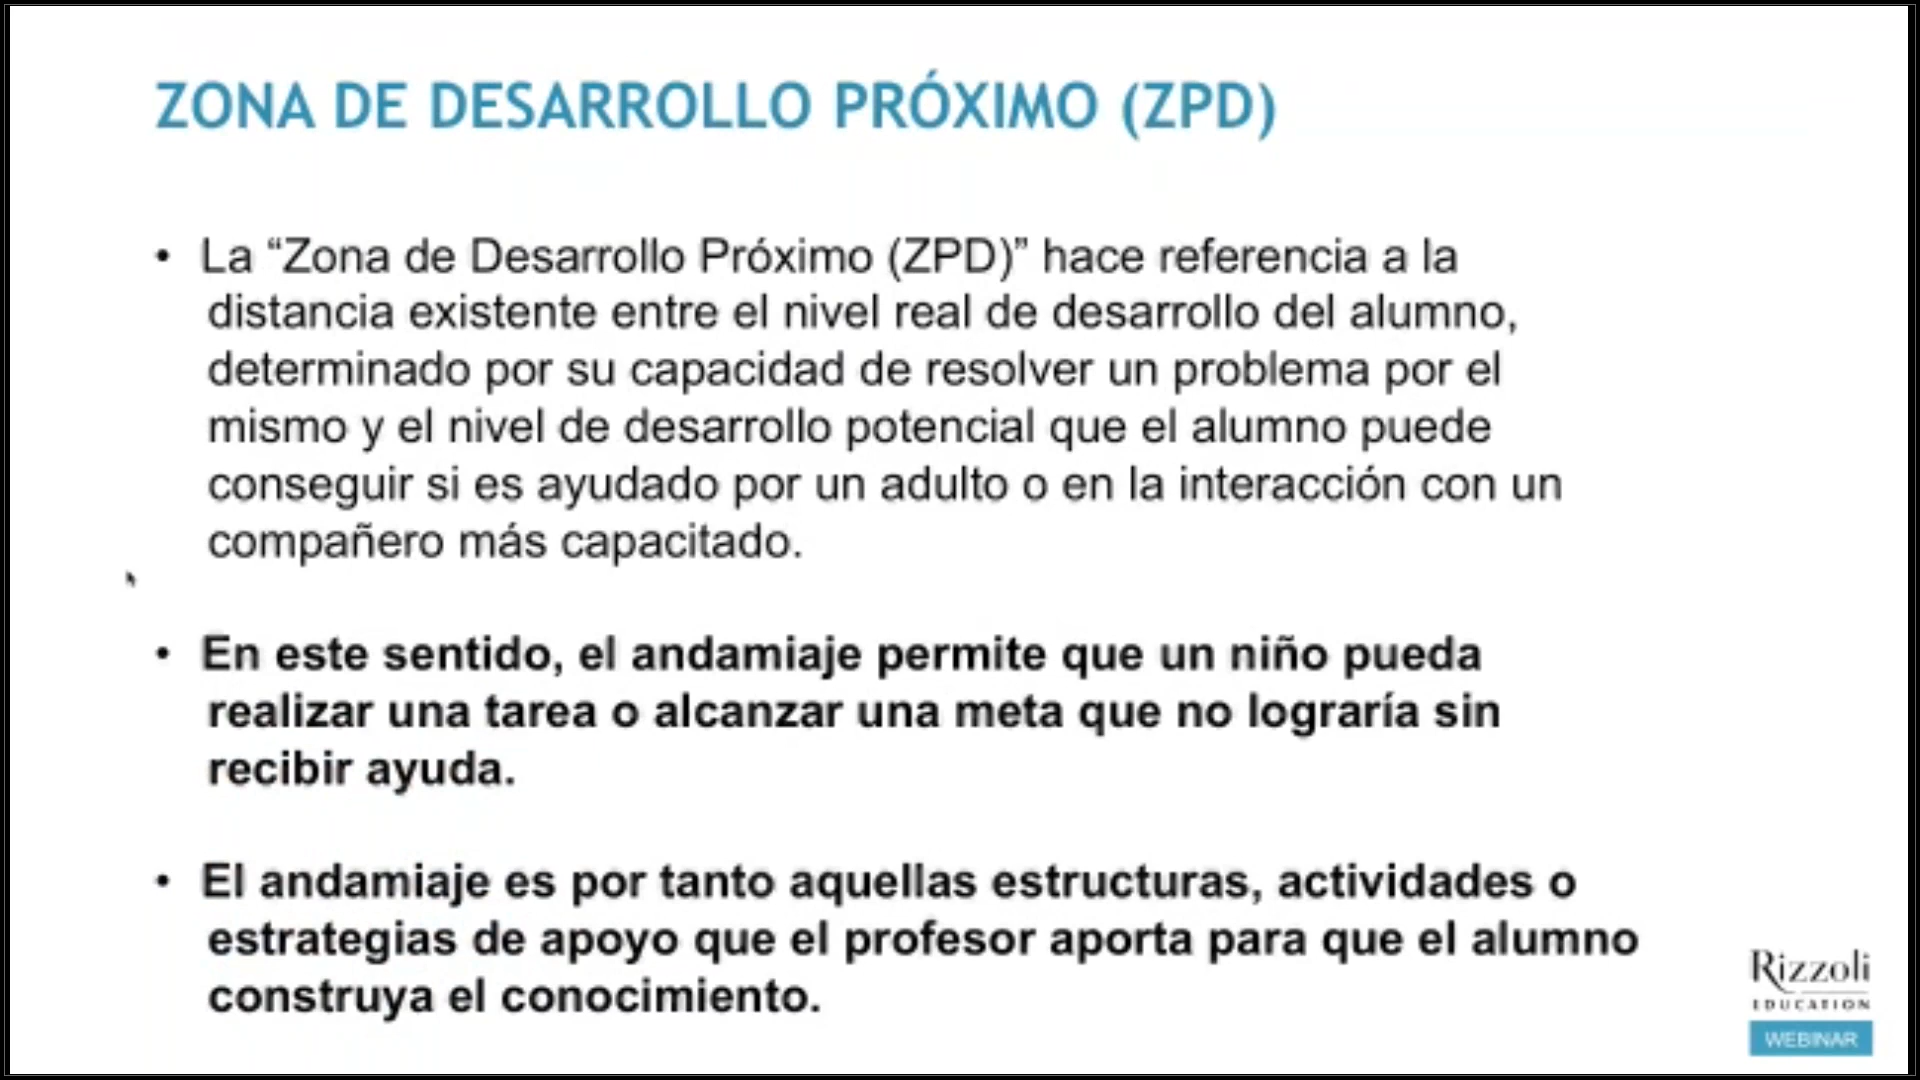 ZONA DE DESARROLLO PRÓXIMO (ZPD)
• La “Zona de Desarrollo Próximo (ZPD)” hace referencia a la
distancia existente entre el nivel real de desarrollo del alumno,
determinado por su capacidad de resolver un problema por el
mismo y el nivel de desarrollo potencial que el alumno puede
conseguir si es ayudado por un adulto o en la interacción con un
compañero más capacitado.
• En este sentido, el andamiaje permite que un niño pueda
realizar una tarea o alcanzar una meta que no lograría sin
recibir ayuda.
• El andamiaje es por tanto aquellas estructuras, actividades o
estrategias de apoyo que el profesor aporta para que el alumno
construya el conocimiento.
Rizzoli
EDUCATION
WEBINAR